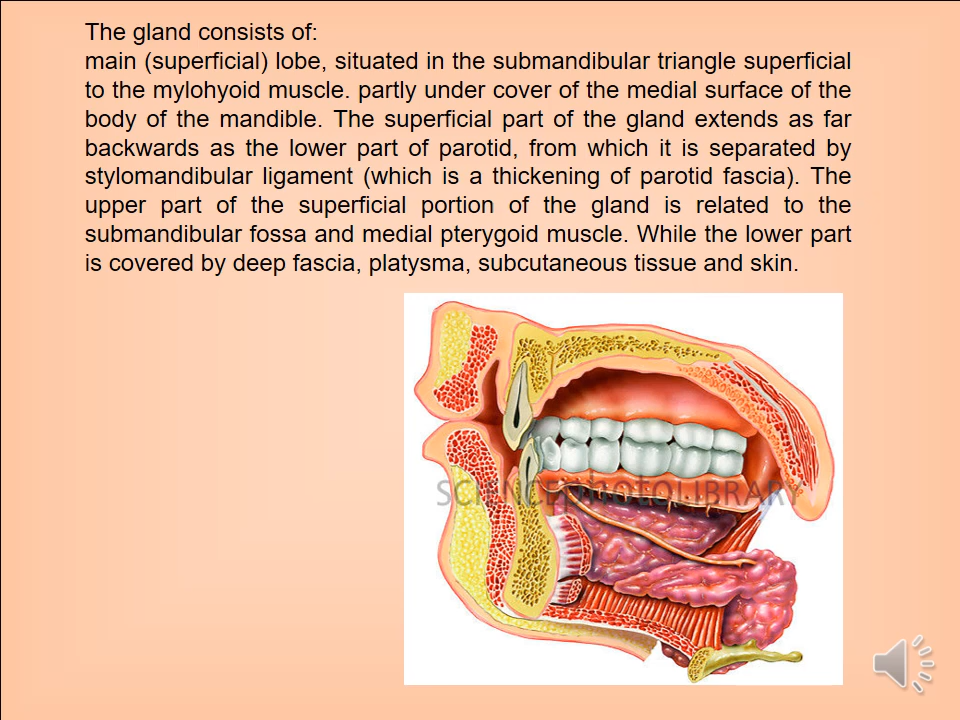 The gland consists of:
main (superficial) lobe, situated in the submandibular triangle superficial
to the mylohyoid muscle. partly under cover of the medial surface of the
body of the mandible. The superficial part of the gland extends as far
backwards as the lower part of parotid, from which it is separated by
stylomandibular ligament (which is a thickening of parotid fascia). The
upper part of the superficial portion of the gland is related to the
submandibular fossa and medial pterygoid muscle. While the lower part
is covered by deep fascia, platysma, subcutaneous tissue and skin.
SCIENCEphotoLIBRARY